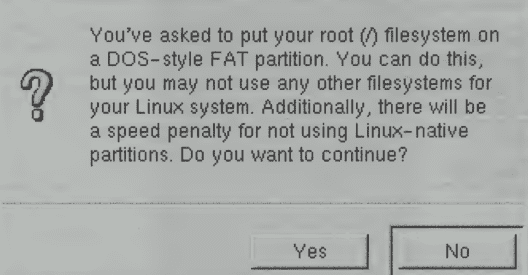 You've asked to put your root (/) filesystem on
a DOS-style FAT partition. You can do this,
but you may not use any other filesystems for
your Linux system. Additionally, there will be
a speed penalty for not using Linux-native
partitions. Do you want to continue?
Yes
No